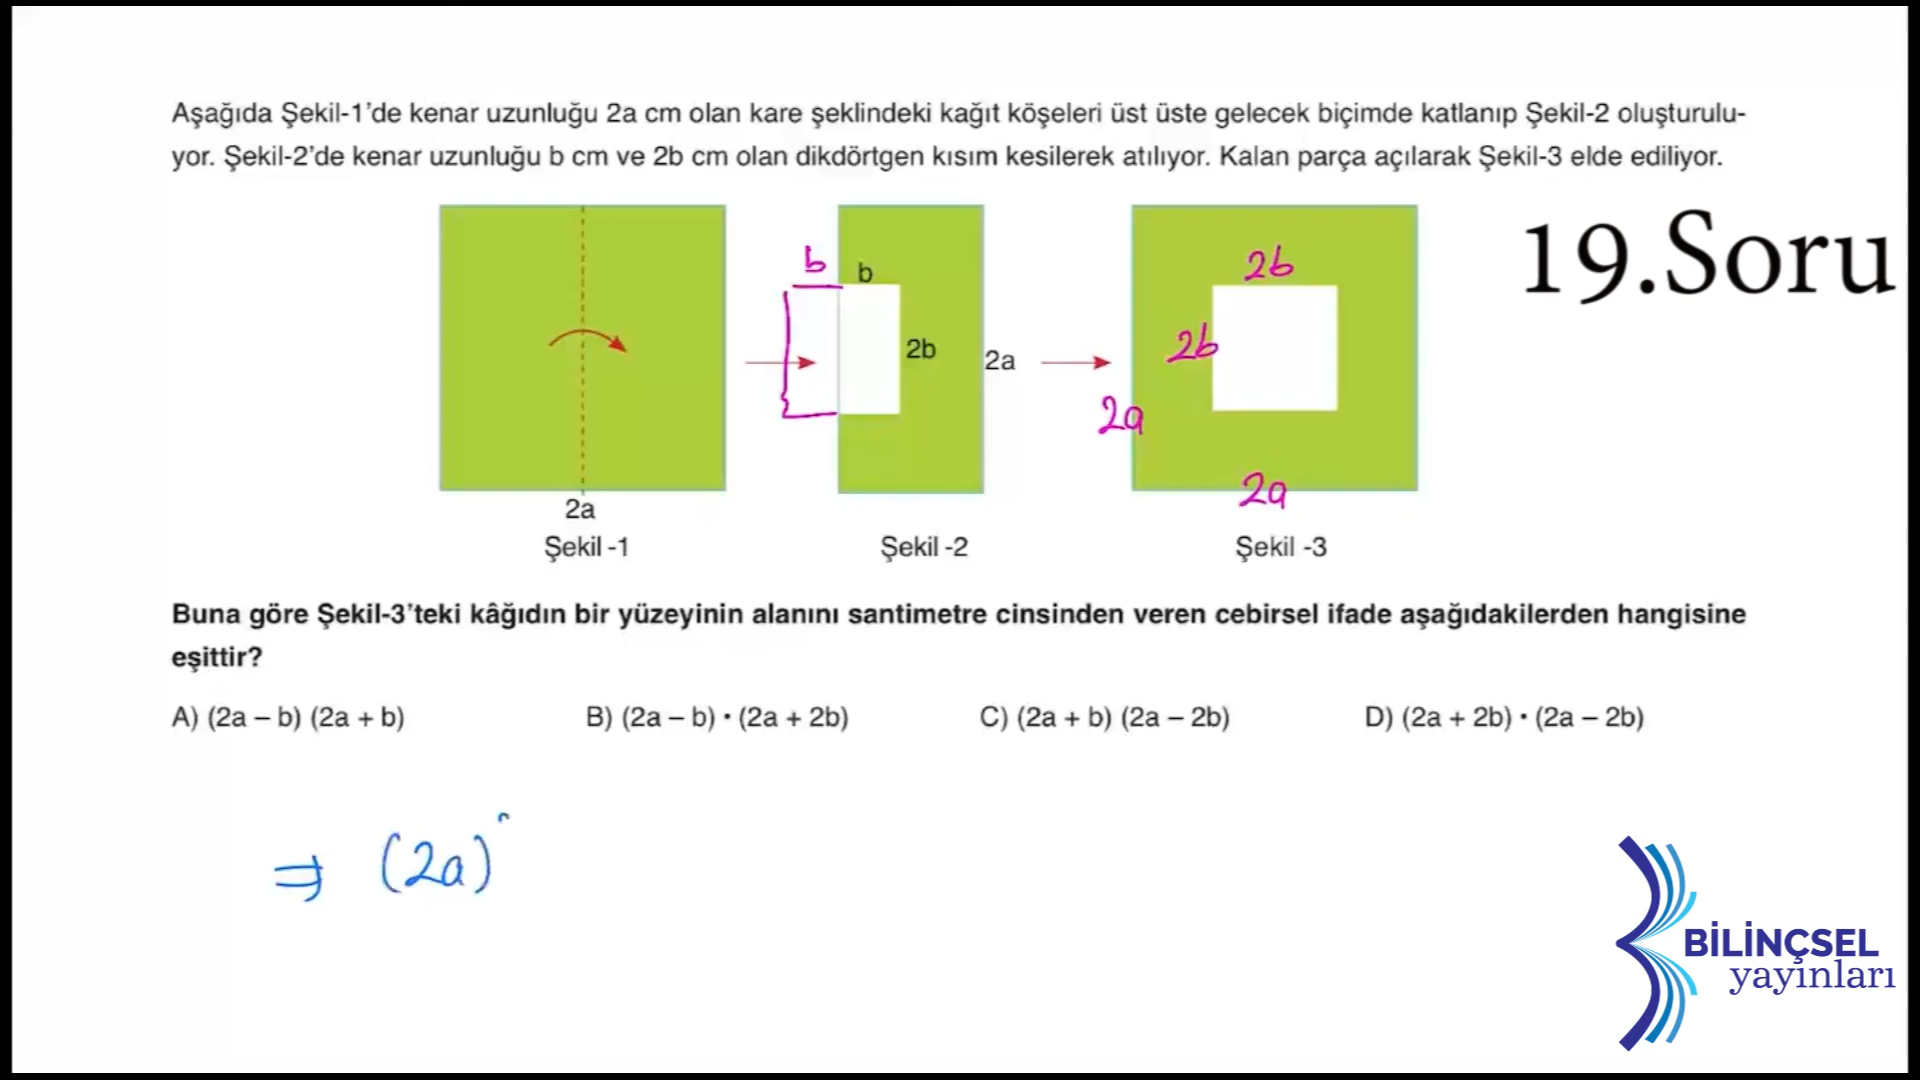 Aşağıda Şekil-1’de kenar uzunluğu 2a cm olan kare şeklindeki kağıt köşeleri üst üste gelecek biçimde katlanıp Şekil-2 oluşturulu-
yor. Şekil-2’de kenar uzunluğu b cm ve 2b cm olan dikdörtgen kısım kesilerek atılıyor. Kalan parça açılarak Şekil-3 elde ediliyor.
19.Soru
2a
Şekil -1
b
b
2b
2a
Şekil -2
2b
2b
2a
2a
Şekil -3
Buna göre Şekil-3’teki kâğıdın bir yüzeyinin alanını santimetre cinsinden veren cebirsel ifade aşağıdakilerden hangisine
eşittir?
A) (2a – b) (2a + b)
B) (2a – b) • (2a + 2b)
C) (2a + b) (2a – 2b)
D) (2a + 2b) • (2a – 2b)
⇒ (2a)
BİLİNÇSEL
yayınları